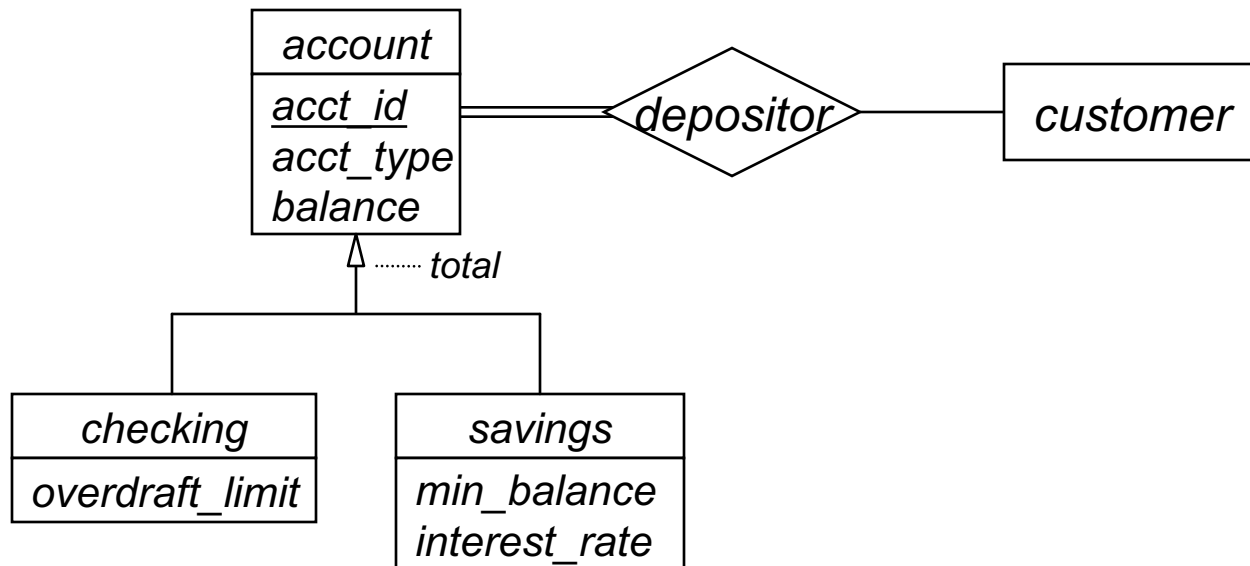 account
acct_id
acct_type
balance
depositor
customer
total
checking
overdraft_limit
savings
min_balance
interest_rate